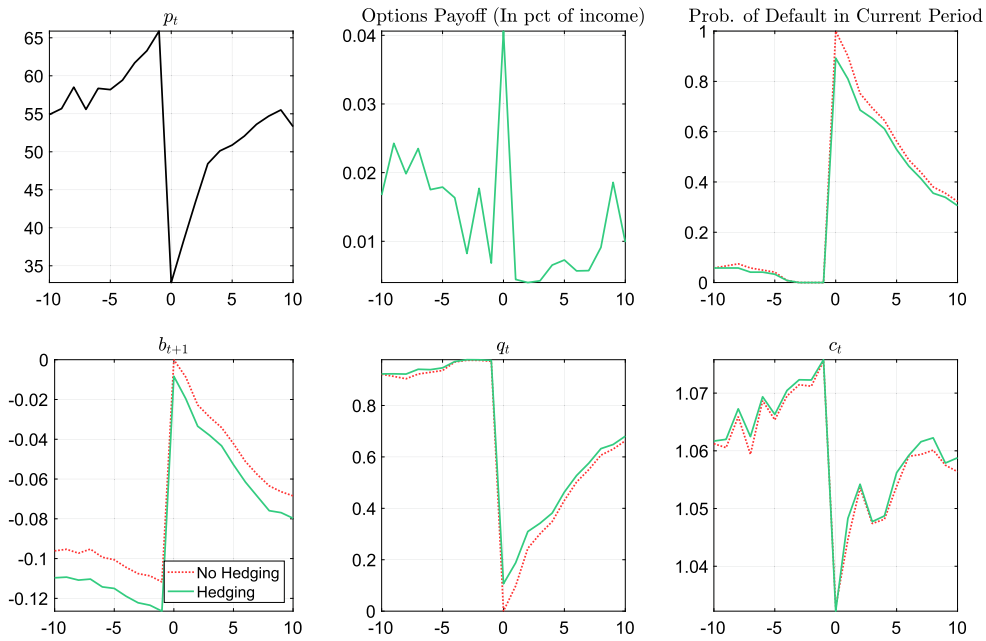 p_t
65
60
55
50
45
40
35
-10 -5 0 5 10
Options Payoff (In pct of income)
0.04
0.03
0.02
0.01
-10 -5 0 5 10
Prob. of Default in Current Period
1
0.8
0.6
0.4
0.2
0
-10 -5 0 5 10
b_{t+1}
0
-0.02
-0.04
-0.06
-0.08
-0.1
-0.12
-10 -5 0 5 10
No Hedging
Hedging
q_t
0.8
0.6
0.4
0.2
0
-10 -5 0 5 10
c_t
1.07
1.06
1.05
1.04
-10 -5 0 5 10